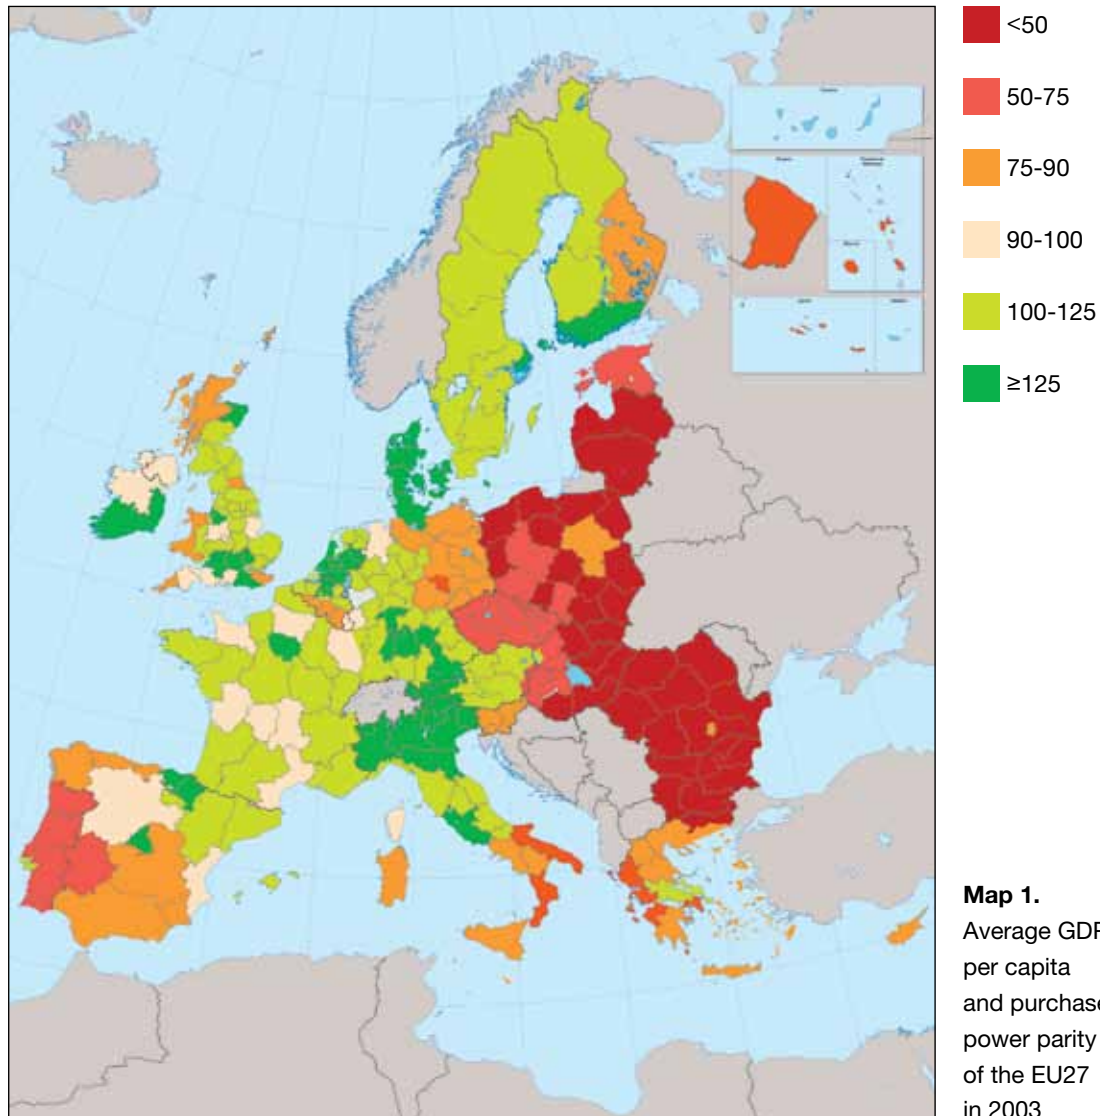 <50
50-75
75-90
90-100
100-125
≥125
Map 1.
Average GDP
per capita
and purchase
power parity
of the EU27
in 2003